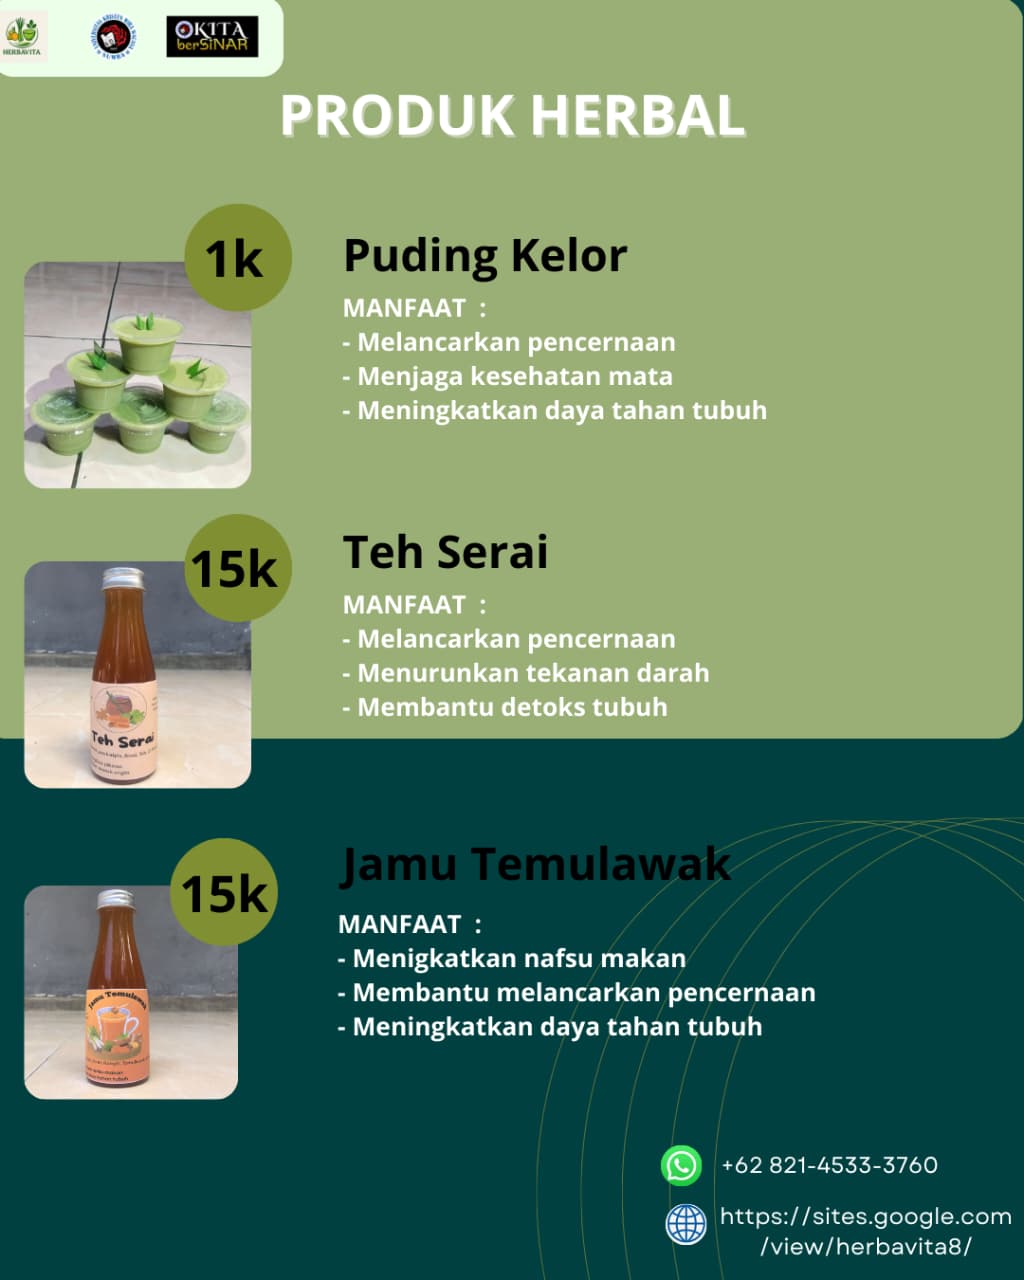 HERBAVITA
OKITA
berSiNAR
PRODUK HERBAL
1k
Puding Kelor
MANFAAT :
- Melancarkan pencernaan
- Menjaga kesehatan mata
- Meningkatkan daya tahan tubuh
15k
Teh Serai
MANFAAT :
- Melancarkan pencernaan
- Menurunkan tekanan darah
- Membantu detoks tubuh
Teh Serai
15k
Jamu Temulawak
MANFAAT :
- Menigkatkan nafsu makan
- Membantu melancarkan pencernaan
- Meningkatkan daya tahan tubuh
Jamu Temulawak
+62 821-4533-3760
https://sites.google.com
/view/herbavita8/